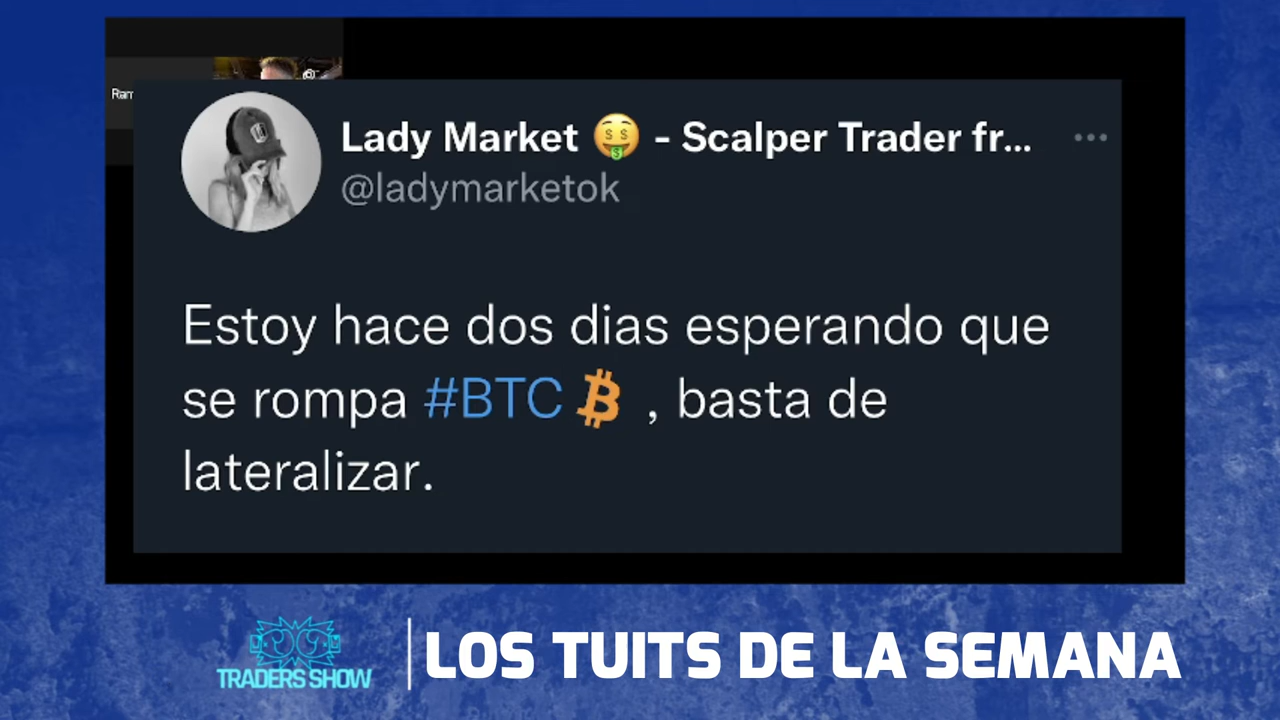 Ram
Lady Market 🤑 - Scalper Trader fr...
@ladymarketok
Estoy hace dos dias esperando que
se rompa #BTC , basta de
lateralizar.
TRADERS SHOW
LOS TUITS DE LA SEMANA